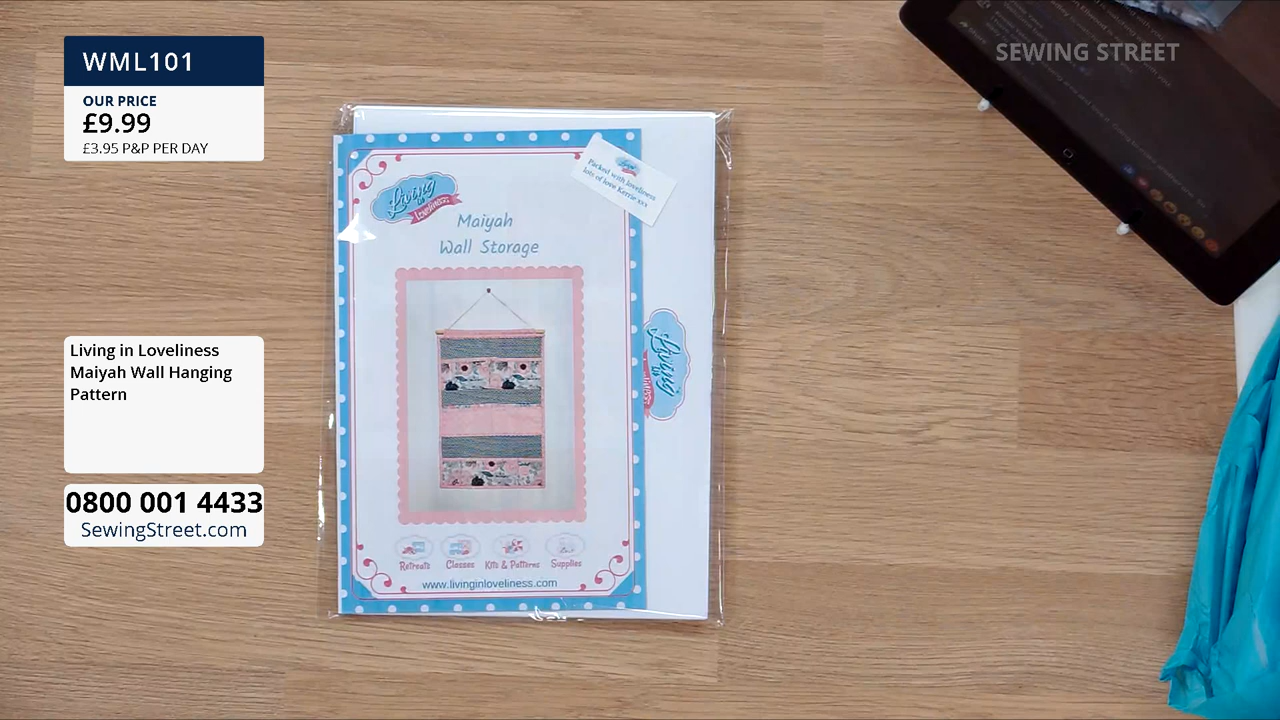 WML101
OUR PRICE
£9.99
£3.95 P&P PER DAY
Living in Loveliness
Maiyah Wall Hanging
Pattern
0800 001 4433
SewingStreet.com
SEWING STREET
Living
in
Loveliness
Packed with loveliness
lots of love Kerrie xxx
Maiyah
Wall Storage
Living
Retreats
Classes
Kits & Patterns
Supplies
www.livinginloveliness.com